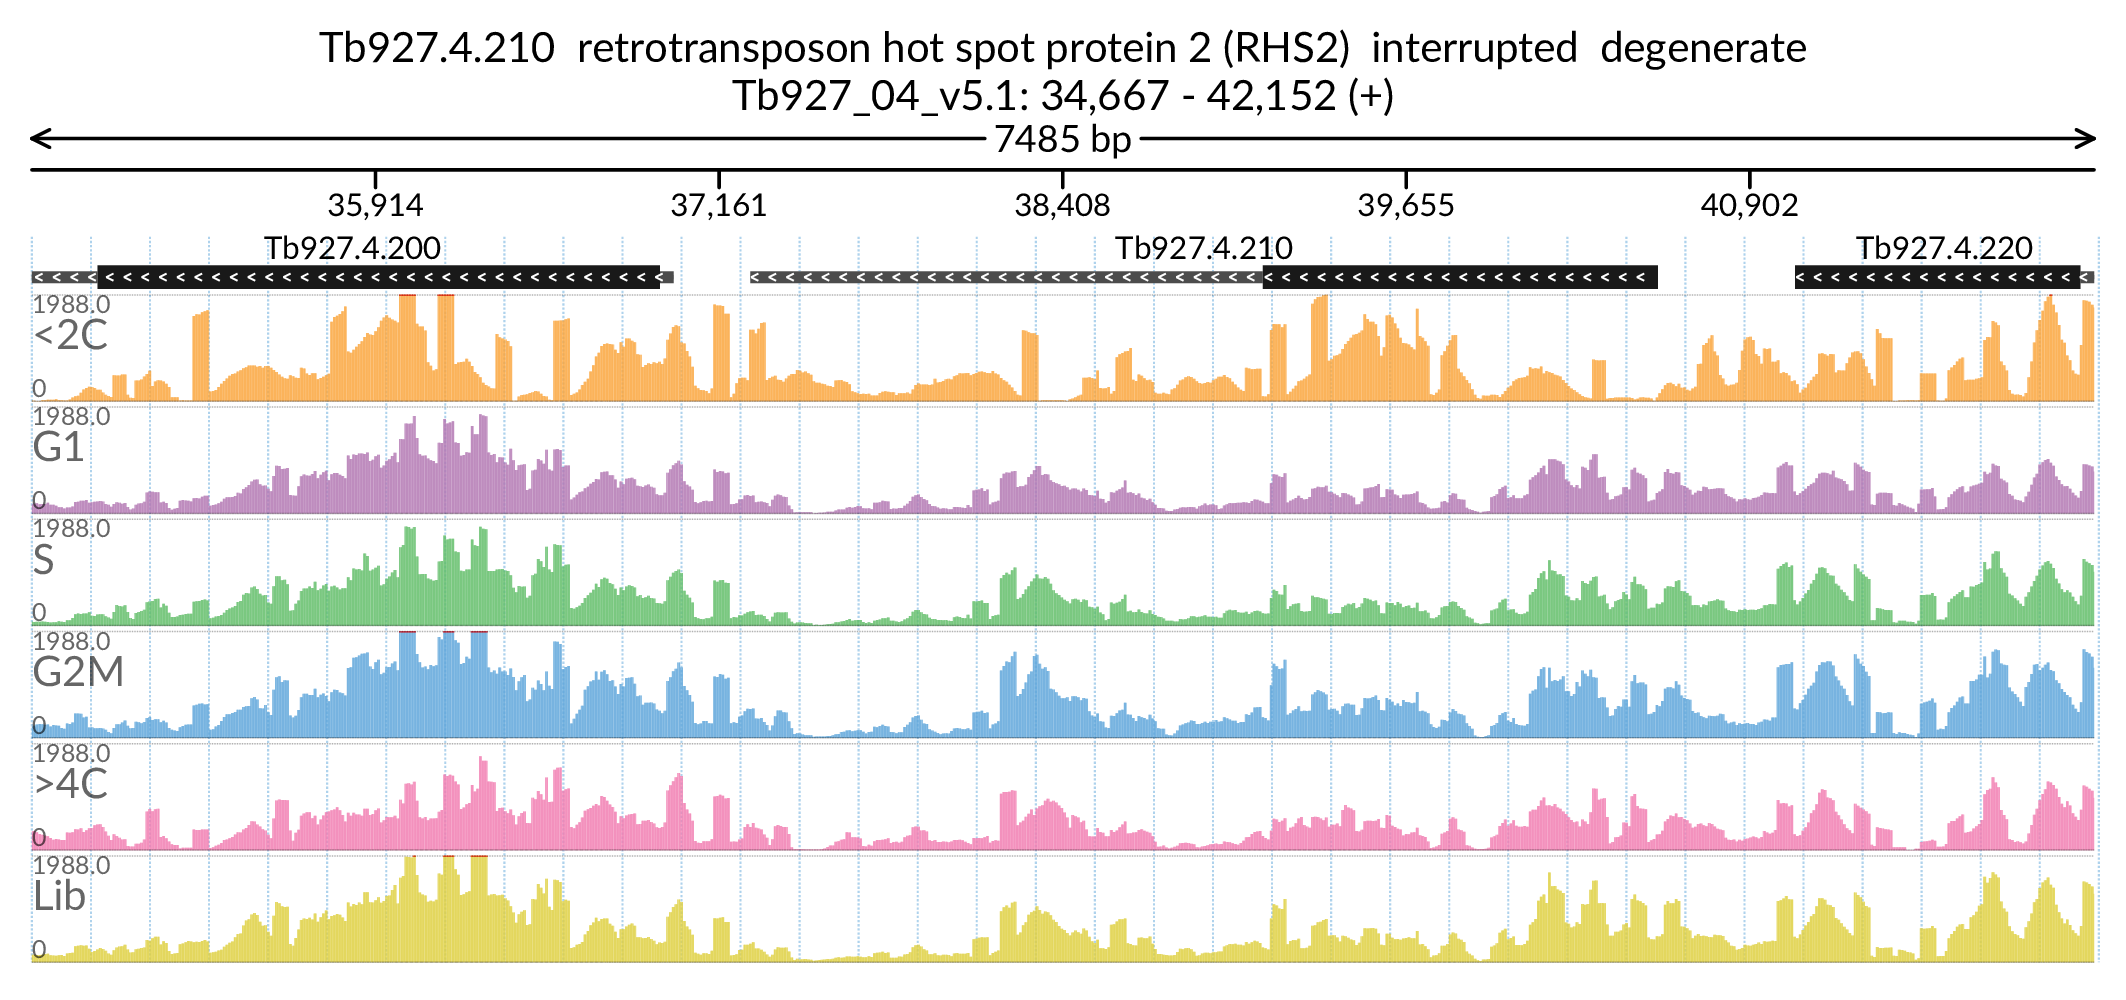 Tb927.4.210 retrotransposon hot spot protein 2 (RHS2) interrupted degenerate
Tb927_04_v5.1: 34,667 - 42,152 (+)
7485 bp
35,914 37,161 38,408 39,655 40,902
Tb927.4.200 Tb927.4.210 Tb927.4.220
1988.0
<2C
0
1988.0
G1
0
1988.0
S
0
1988.0
G2M
0
1988.0
>4C
0
1988.0
Lib
0